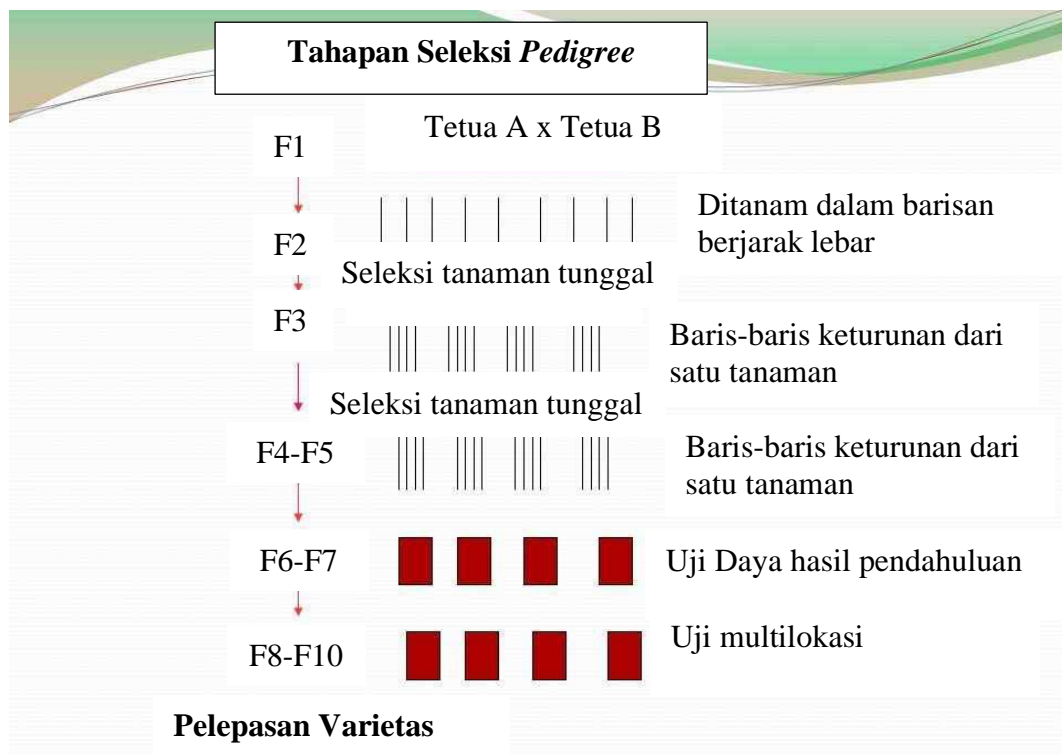 Tahapan Seleksi Pedigree
Tetua A x Tetua B
F1
Ditanam dalam barisan
berjarak lebar
F2
Seleksi tanaman tunggal
F3
Baris-baris keturunan dari
satu tanaman
Seleksi tanaman tunggal
F4-F5
Baris-baris keturunan dari
satu tanaman
F6-F7
Uji Daya hasil pendahuluan
F8-F10
Uji multilokasi
Pelepasan Varietas